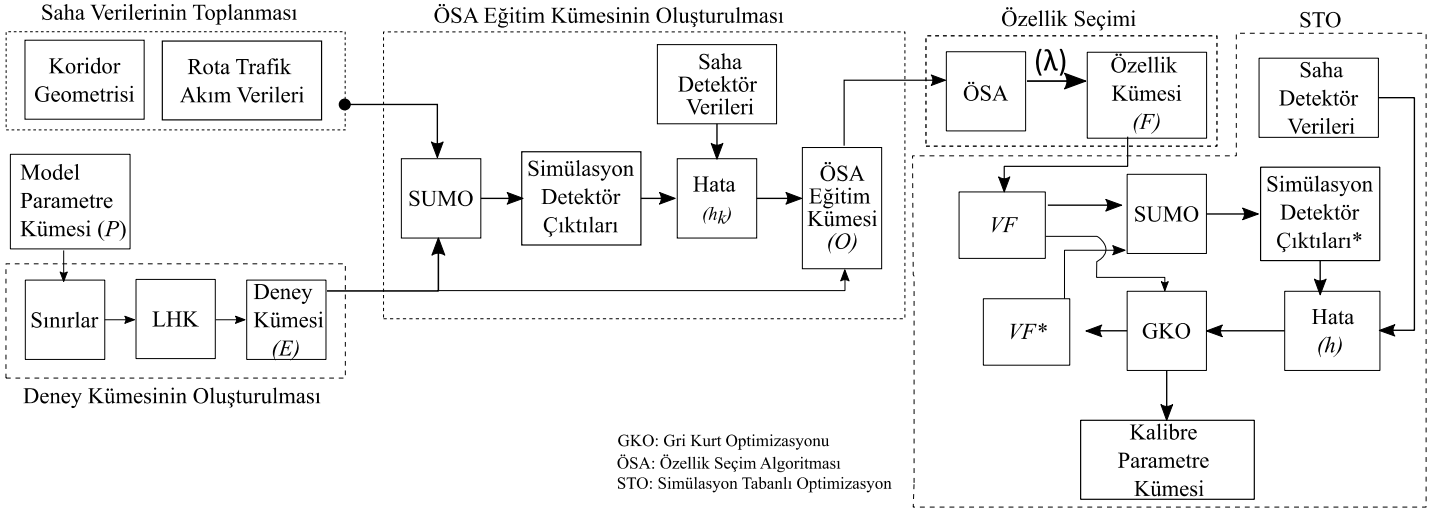 Saha Verilerinin Toplanması
Koridor
Geometrisi
Rota Trafik
Akım Verileri
Model
Parametre
Kümesi (P)
Sınırlar
LHK
Deney
Kümesi
(E)
Deney Kümesinin Oluşturulması
ÖSA Eğitim Kümesinin Oluşturulması
SUMO
Simülasyon
Detektör
Çıktıları
Saha
Detektör
Verileri
Hata
(hk)
ÖSA
Eğitim
Kümesi
(O)
Özellik Seçimi
ÖSA
(λ)
Özellik
Kümesi
(F)
STO
Saha
Detektör
Verileri
VF
SUMO
Simülasyon
Detektör
Çıktıları*
VF*
GKO
Hata
(h)
Kalibre
Parametre
Kümesi
GKO: Gri Kurt Optimizasyonu
ÖSA: Özellik Seçim Algoritması
STO: Simülasyon Tabanlı Optimizasyon